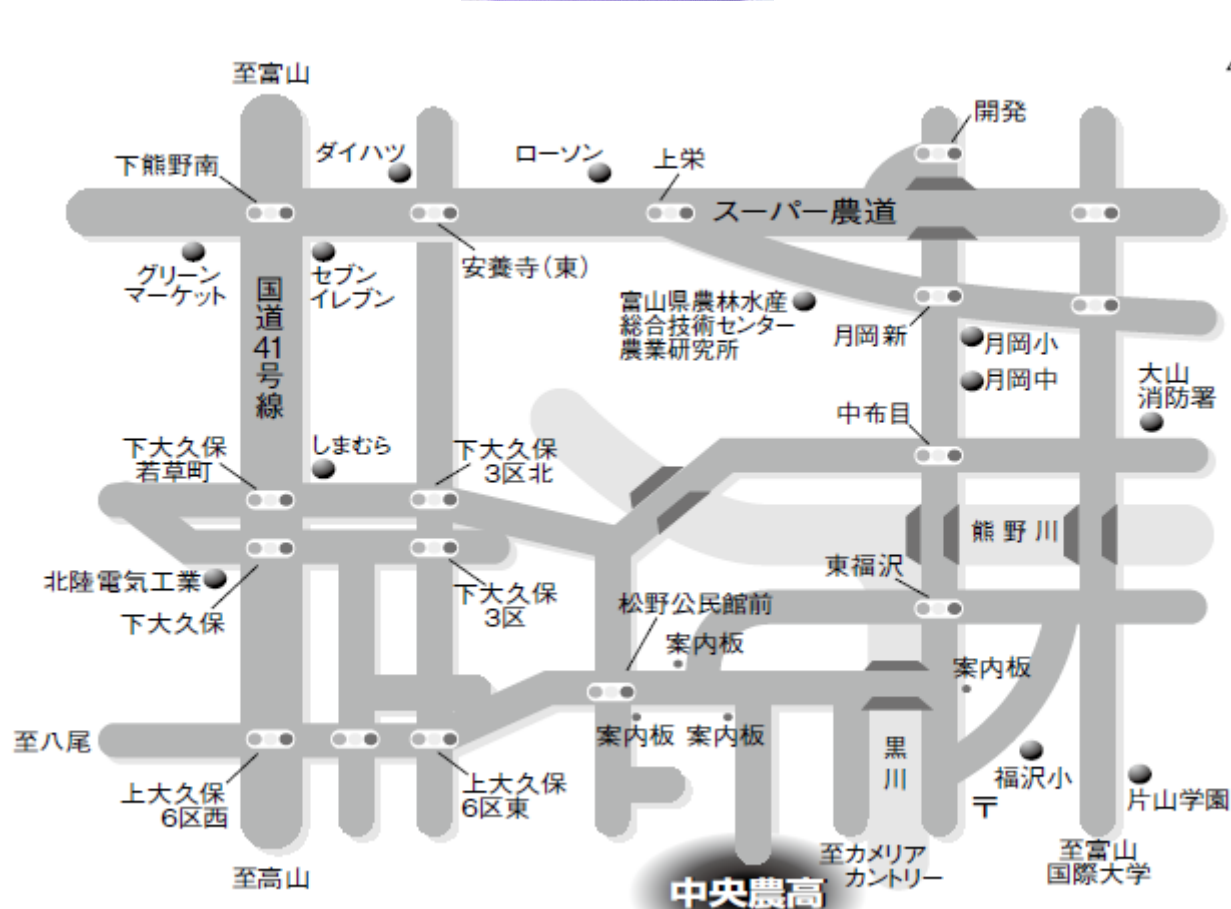 至富山
開発
ダイハツ
ローソン
上栄
下熊野南
スーパー農道
安養寺（東）
グリーン
マーケット
セブン
イレブン
国道41号線
富山県農林水産
総合技術センター
農業研究所
月岡新
月岡小
月岡中
大山
消防署
中布目
下大久保
若草町
しまむら
下大久保
3区北
熊野川
東福沢
北陸電気工業
下大久保
下大久保
3区
松野公民館前
案内板
案内板
案内板
案内板
至八尾
黒川
上大久保
6区西
上大久保
6区東
福沢小
〒
片山学園
至カメリア
カントリー
至富山
国際大学
至高山
中央農高